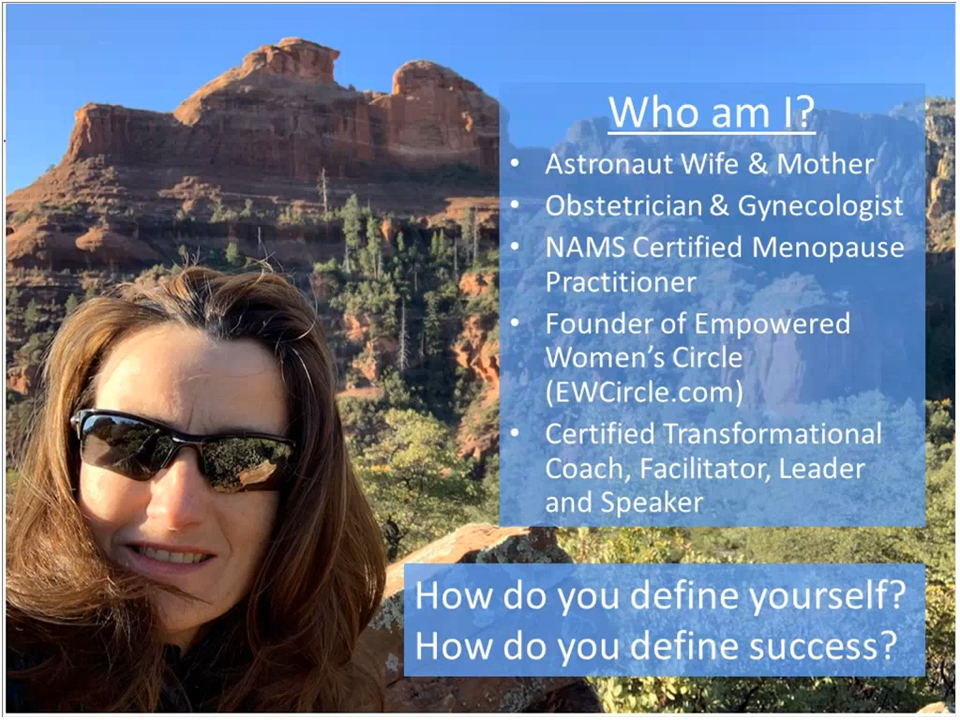 Who am I?
• Astronaut Wife & Mother
• Obstetrician & Gynecologist
• NAMS Certified Menopause
Practitioner
• Founder of Empowered
Women’s Circle
(EWCircle.com)
• Certified Transformational
Coach, Facilitator, Leader
and Speaker
How do you define yourself?
How do you define success?